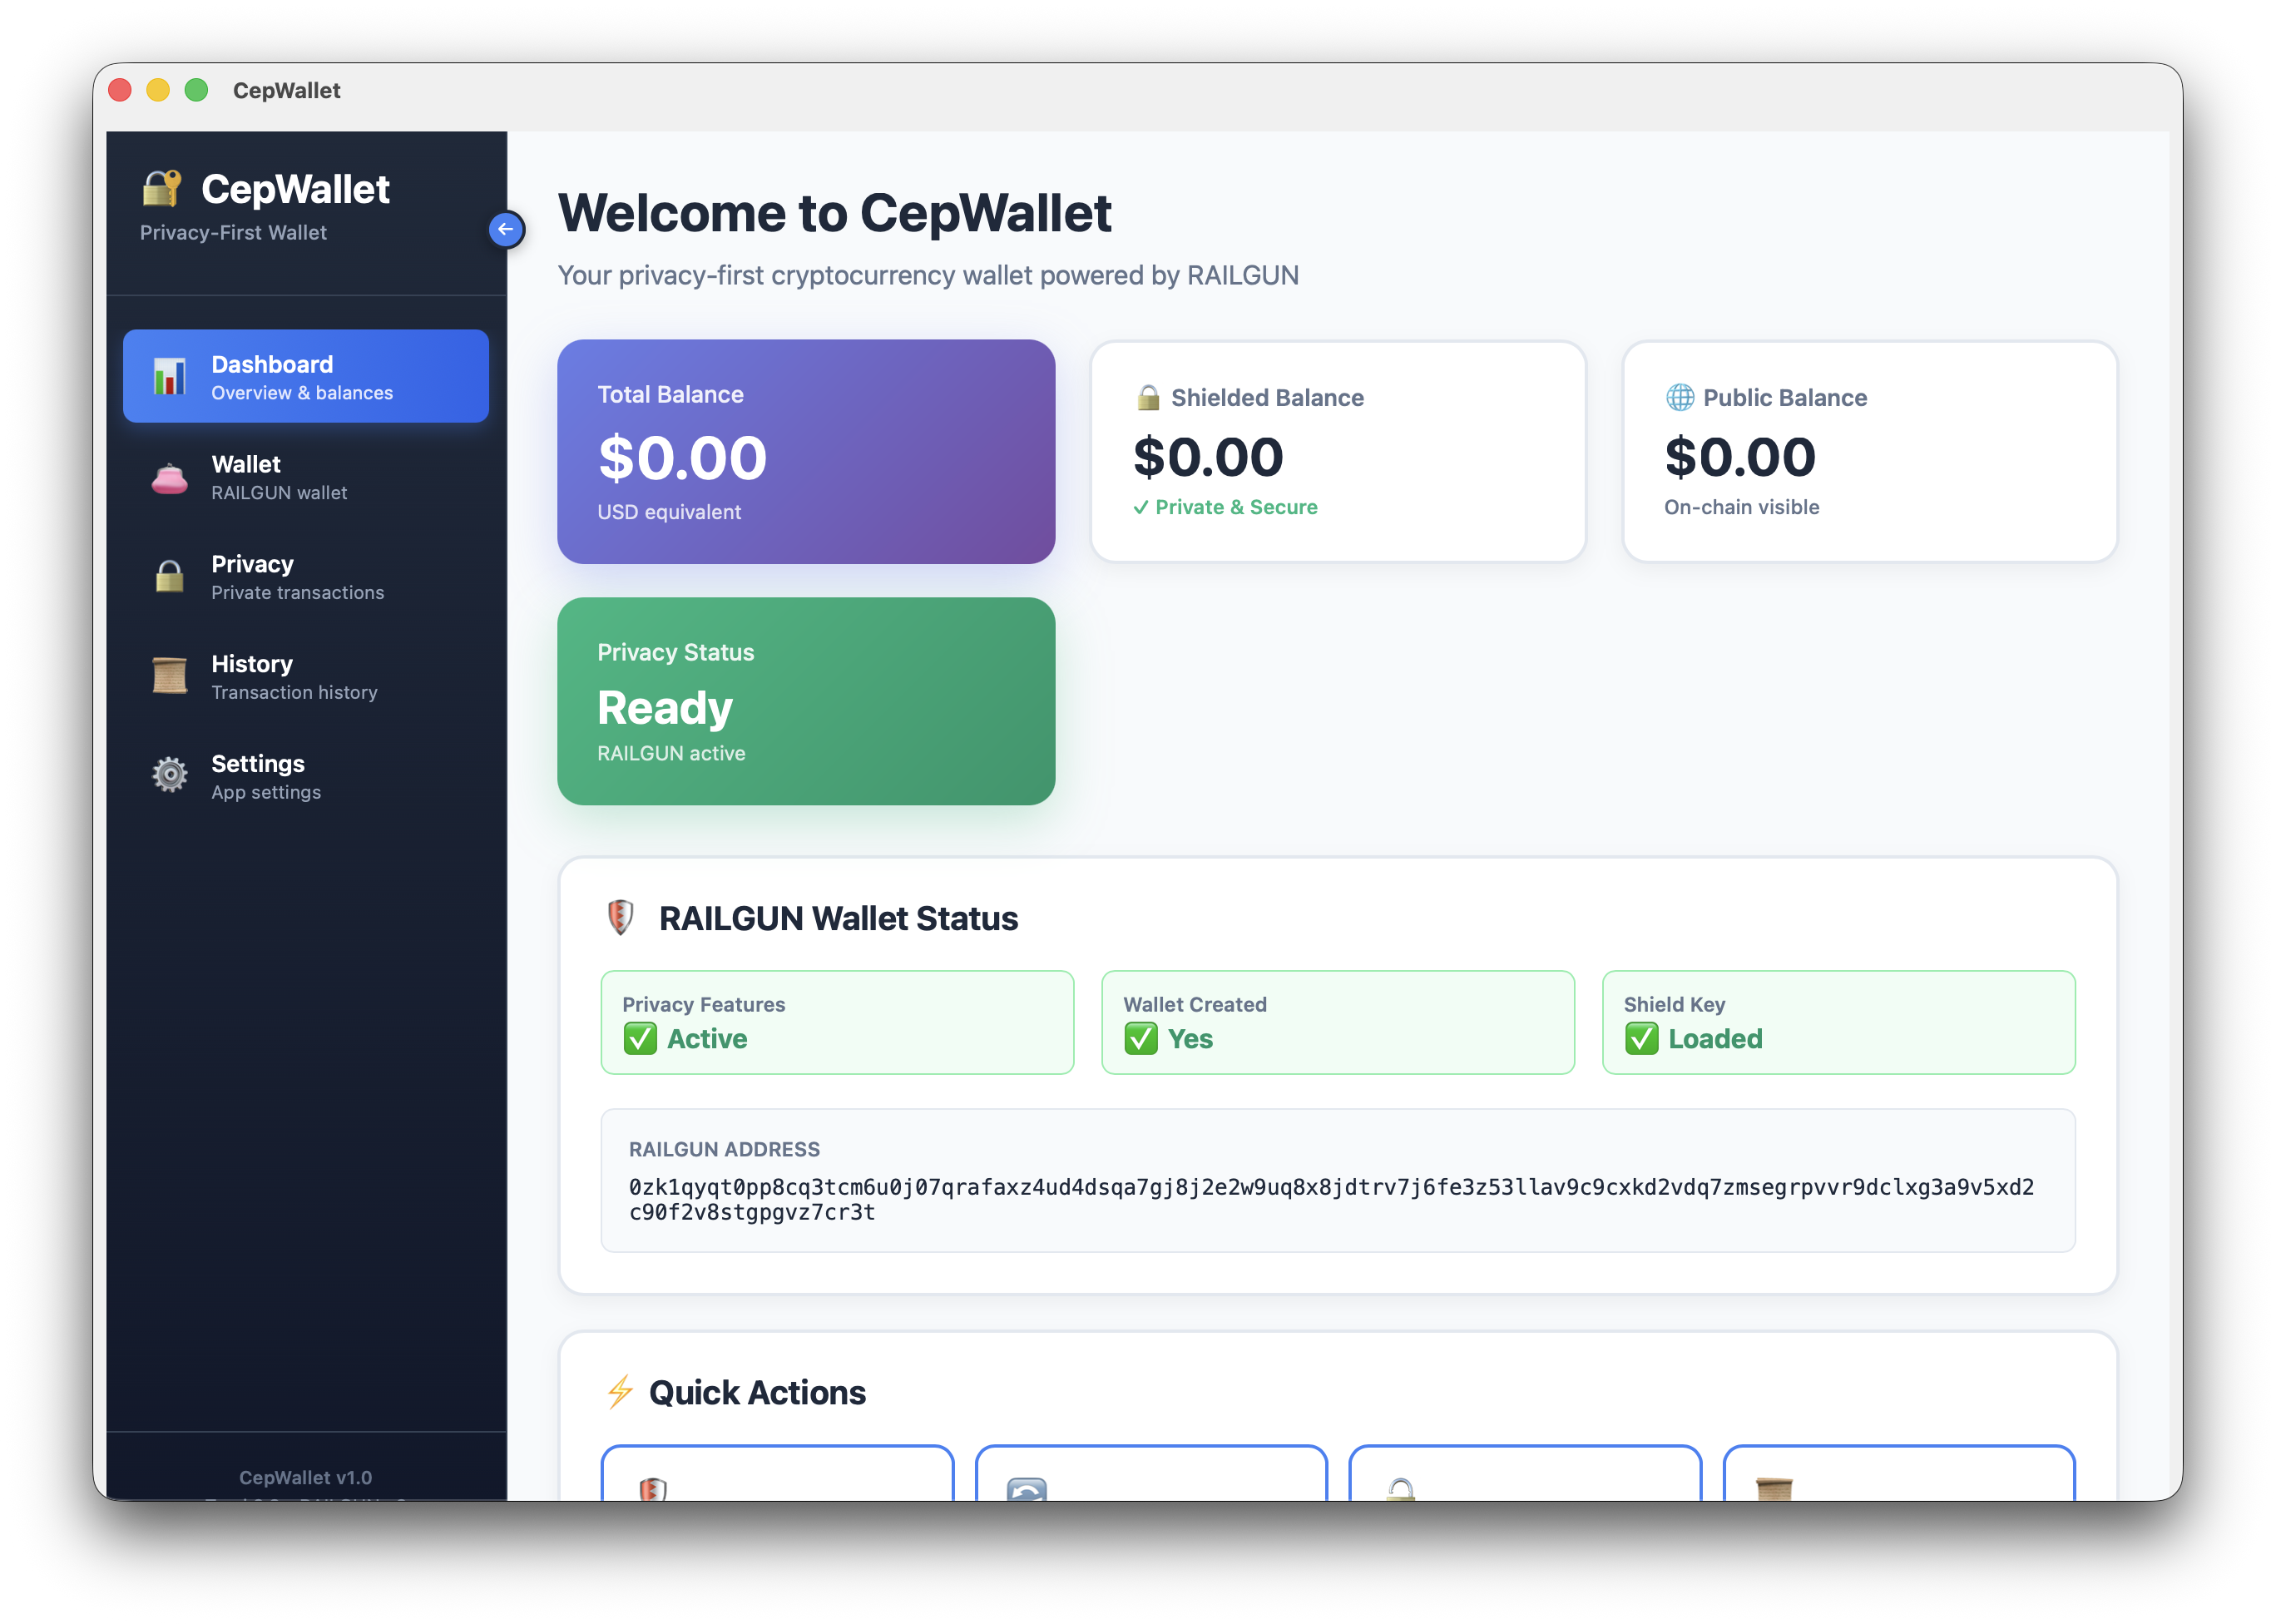 CepWallet
CepWallet
Privacy-First Wallet
Dashboard
Overview & balances
Wallet
RAILGUN wallet
Privacy
Private transactions
History
Transaction history
Settings
App settings
CepWallet v1.0
Welcome to CepWallet
Your privacy-first cryptocurrency wallet powered by RAILGUN
Total Balance
$0.00
USD equivalent
Shielded Balance
$0.00
✓ Private & Secure
Public Balance
$0.00
On-chain visible
Privacy Status
Ready
RAILGUN active
RAILGUN Wallet Status
Privacy Features
✅ Active
Wallet Created
✅ Yes
Shield Key
✅ Loaded
RAILGUN ADDRESS
0zk1qyqt0pp8cq3tcm6u0j07qrafaxz4ud4dsqa7gj8j2e2w9uq8x8jdtrv7j6fe3z53llav9c9cxkd2vdq7zmsegrpvvr9dclxg3a9v5xd2
c90f2v8stgpgvz7cr3t
Quick Actions